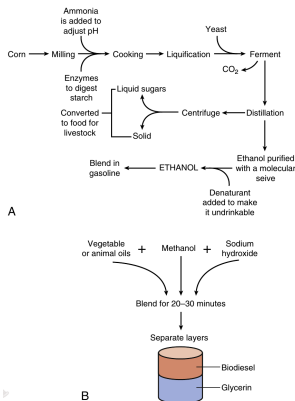 Ammonia
is added to
adjust pH
Yeast
Corn
Milling
Cooking
Liquification
Ferment
CO2
Enzymes
to digest
starch
Liquid sugars
Converted
to food for
livestock
Centrifuge
Distillation
Solid
Blend in
gasoline
ETHANOL
Ethanol purified
with a molecular
seive
Denaturant
added to make
it undrinkable
A
Vegetable
or animal oils
+
Methanol
+
Sodium
hydroxide
Blend for 20–30 minutes
Separate layers
Biodiesel
Glycerin
B